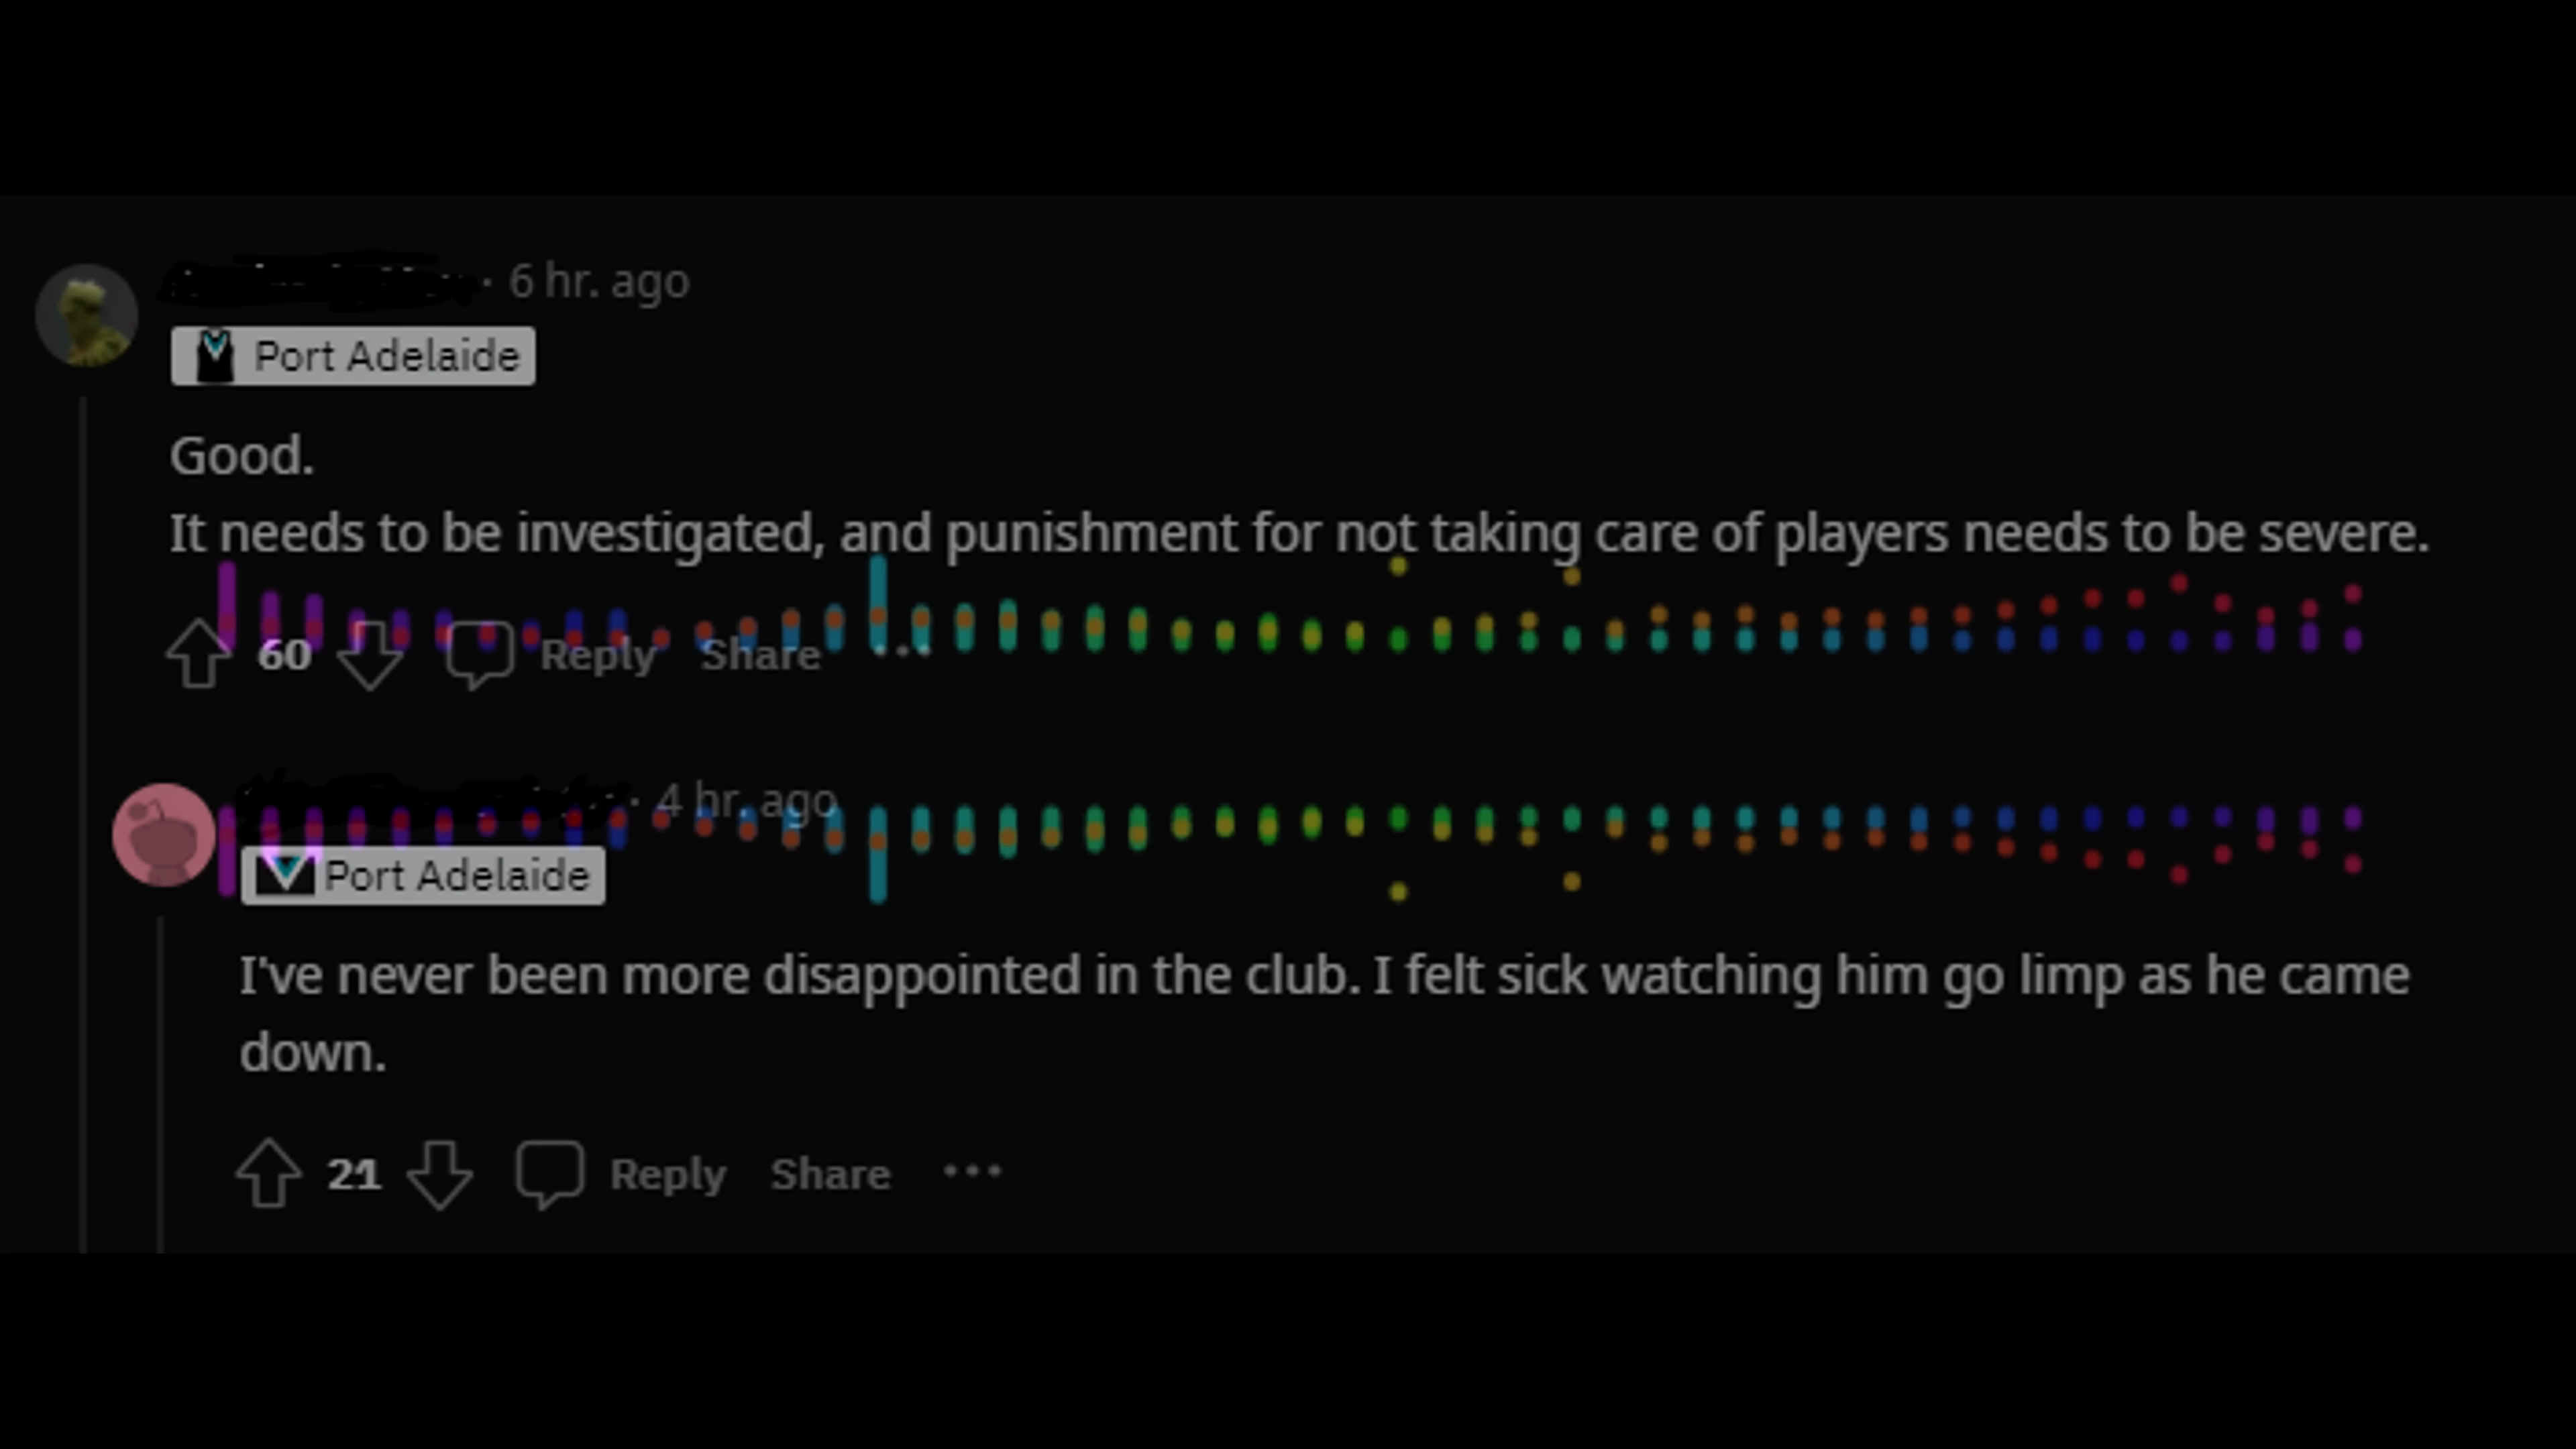 · 6 hr. ago
Port Adelaide
Good.
It needs to be investigated, and punishment for not taking care of players needs to be severe.
60 Reply Share ...
· 4 hr. ago
Port Adelaide
I've never been more disappointed in the club. I felt sick watching him go limp as he came
down.
21 Reply Share ...